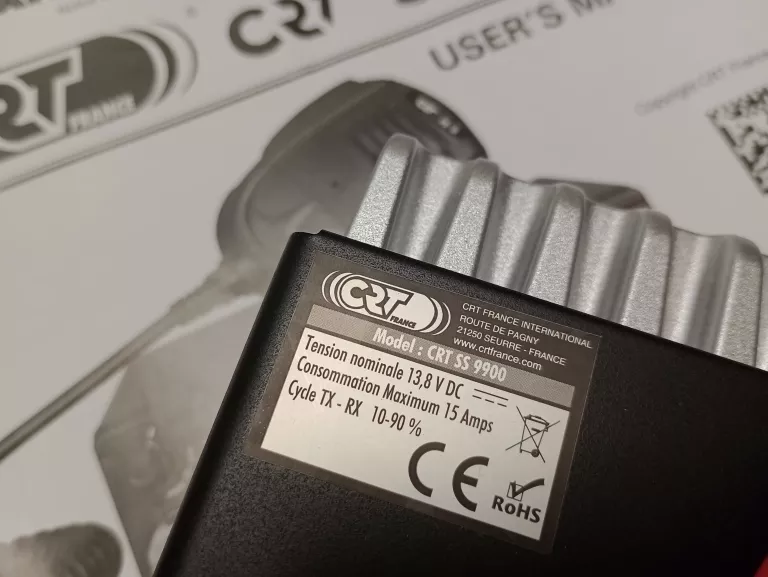 CRT
USER'S
CRT
FRANCE
Copyright CRT
CRT
FRANCE
CRT FRANCE INTERNATIONAL
ROUTE DE PAGNY
21250 SEURRE - FRANCE
www.crtfrance.com
Model : CRT SS 9900
Tension nominale 13,8 V DC
Consommation Maximum 15 Amps
Cycle TX - RX 10-90 %
CE
RoHS